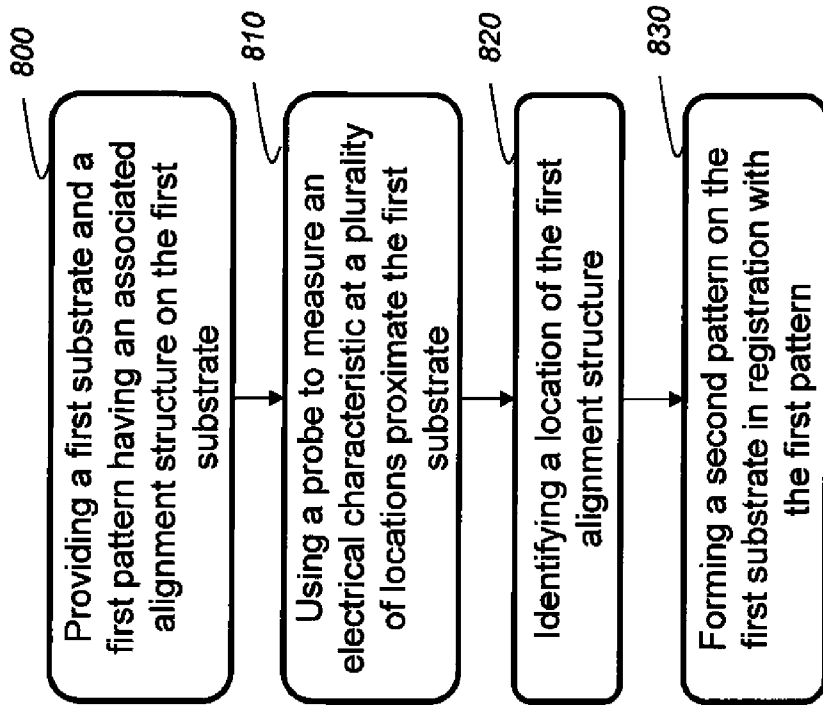 800
Providing a first substrate and a
first pattern having an associated
alignment structure on the first
substrate
810
Using a probe to measure an
electrical characteristic at a plurality
of locations proximate the first
substrate
820
Identifying a location of the first
alignment structure
830
Forming a second pattern on the
first substrate in registration with
the first pattern